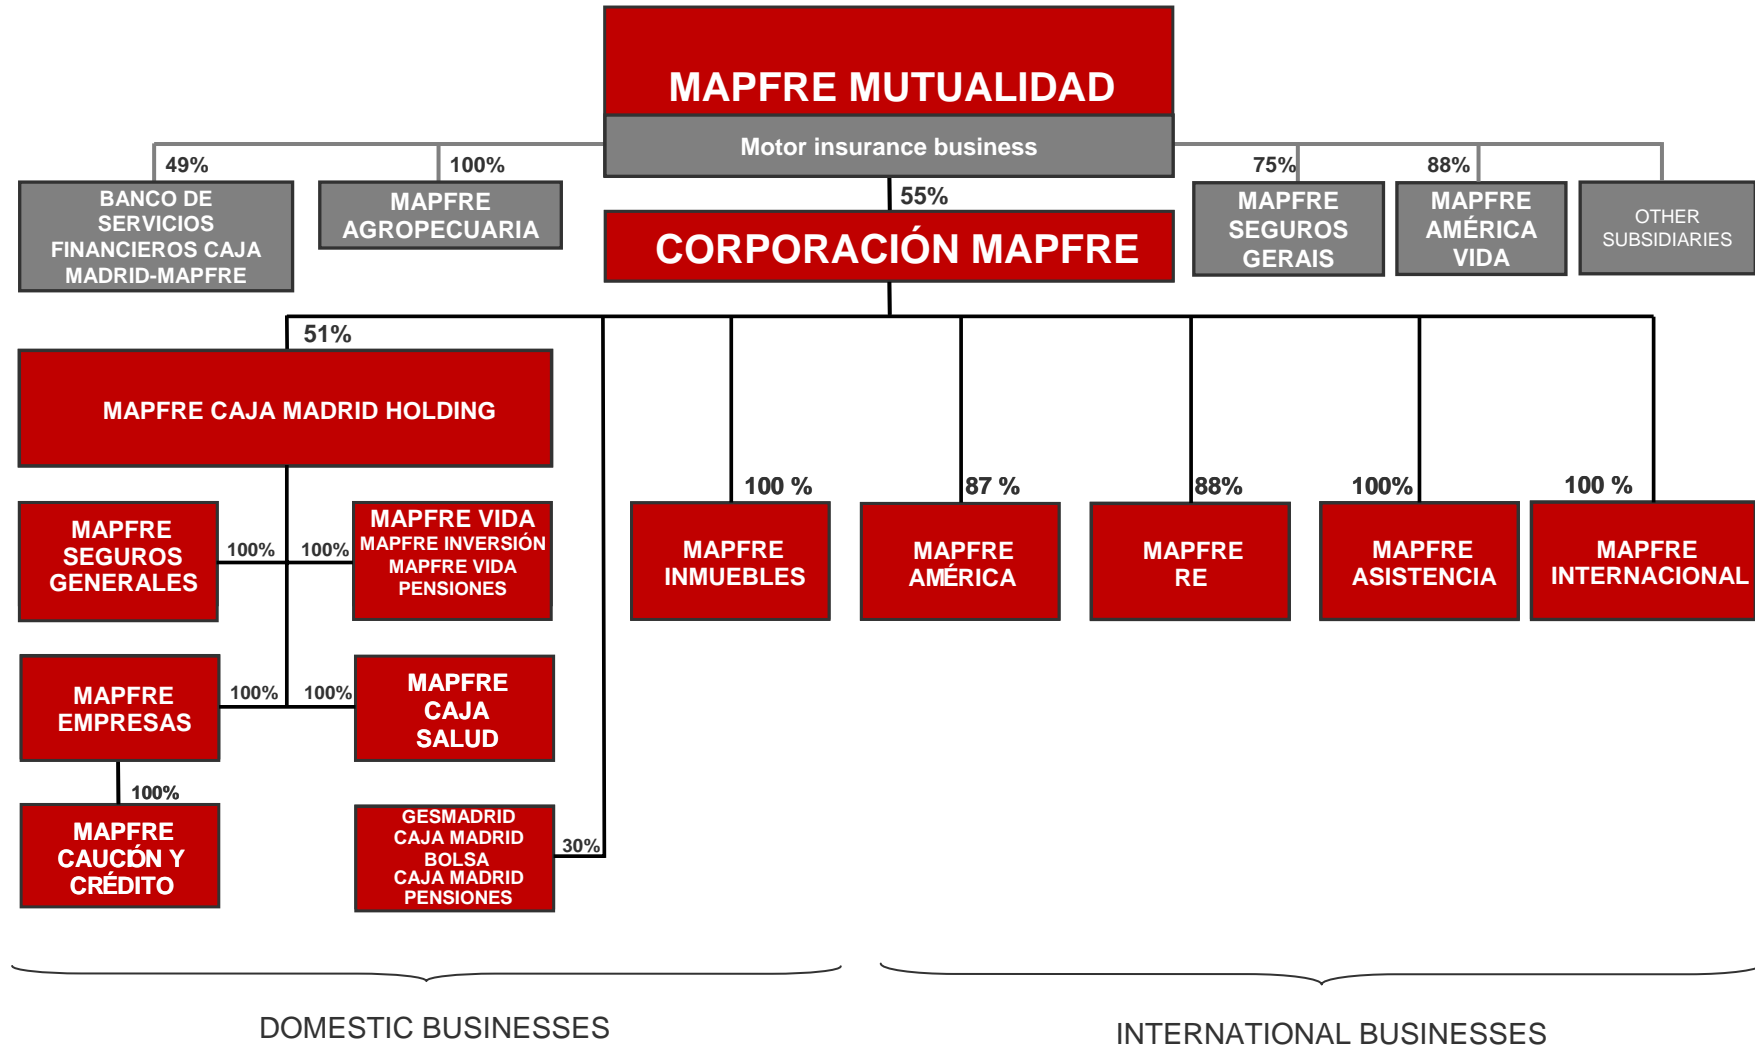 MAPFRE MUTUALIDAD
Motor insurance business
49%
100%
75%
88%
BANCO DE
SERVICIOS
FINANCIEROS CAJA
MADRID-MAPFRE
MAPFRE
AGROPECUARIA
55%
CORPORACIÓN MAPFRE
MAPFRE
SEGUROS
GERAIS
MAPFRE
AMÉRICA
VIDA
OTHER
SUBSIDIARIES
51%
MAPFRE CAJA MADRID HOLDING
100 %
87 %
88%
100%
100 %
MAPFRE
SEGUROS
GENERALES
100%
100%
MAPFRE VIDA
MAPFRE INVERSIÓN
MAPFRE VIDA
PENSIONES
MAPFRE
INMUEBLES
MAPFRE
AMÉRICA
MAPFRE
RE
MAPFRE
ASISTENCIA
MAPFRE
INTERNACIONAL
MAPFRE
EMPRESAS
100%
100%
MAPFRE
CAJA
SALUD
100%
MAPFRE
CAUCIÓN Y
CRÉDITO
GESMADRID
CAJA MADRID
BOLSA
CAJA MADRID
PENSIONES
30%
DOMESTIC BUSINESSES
INTERNATIONAL BUSINESSES